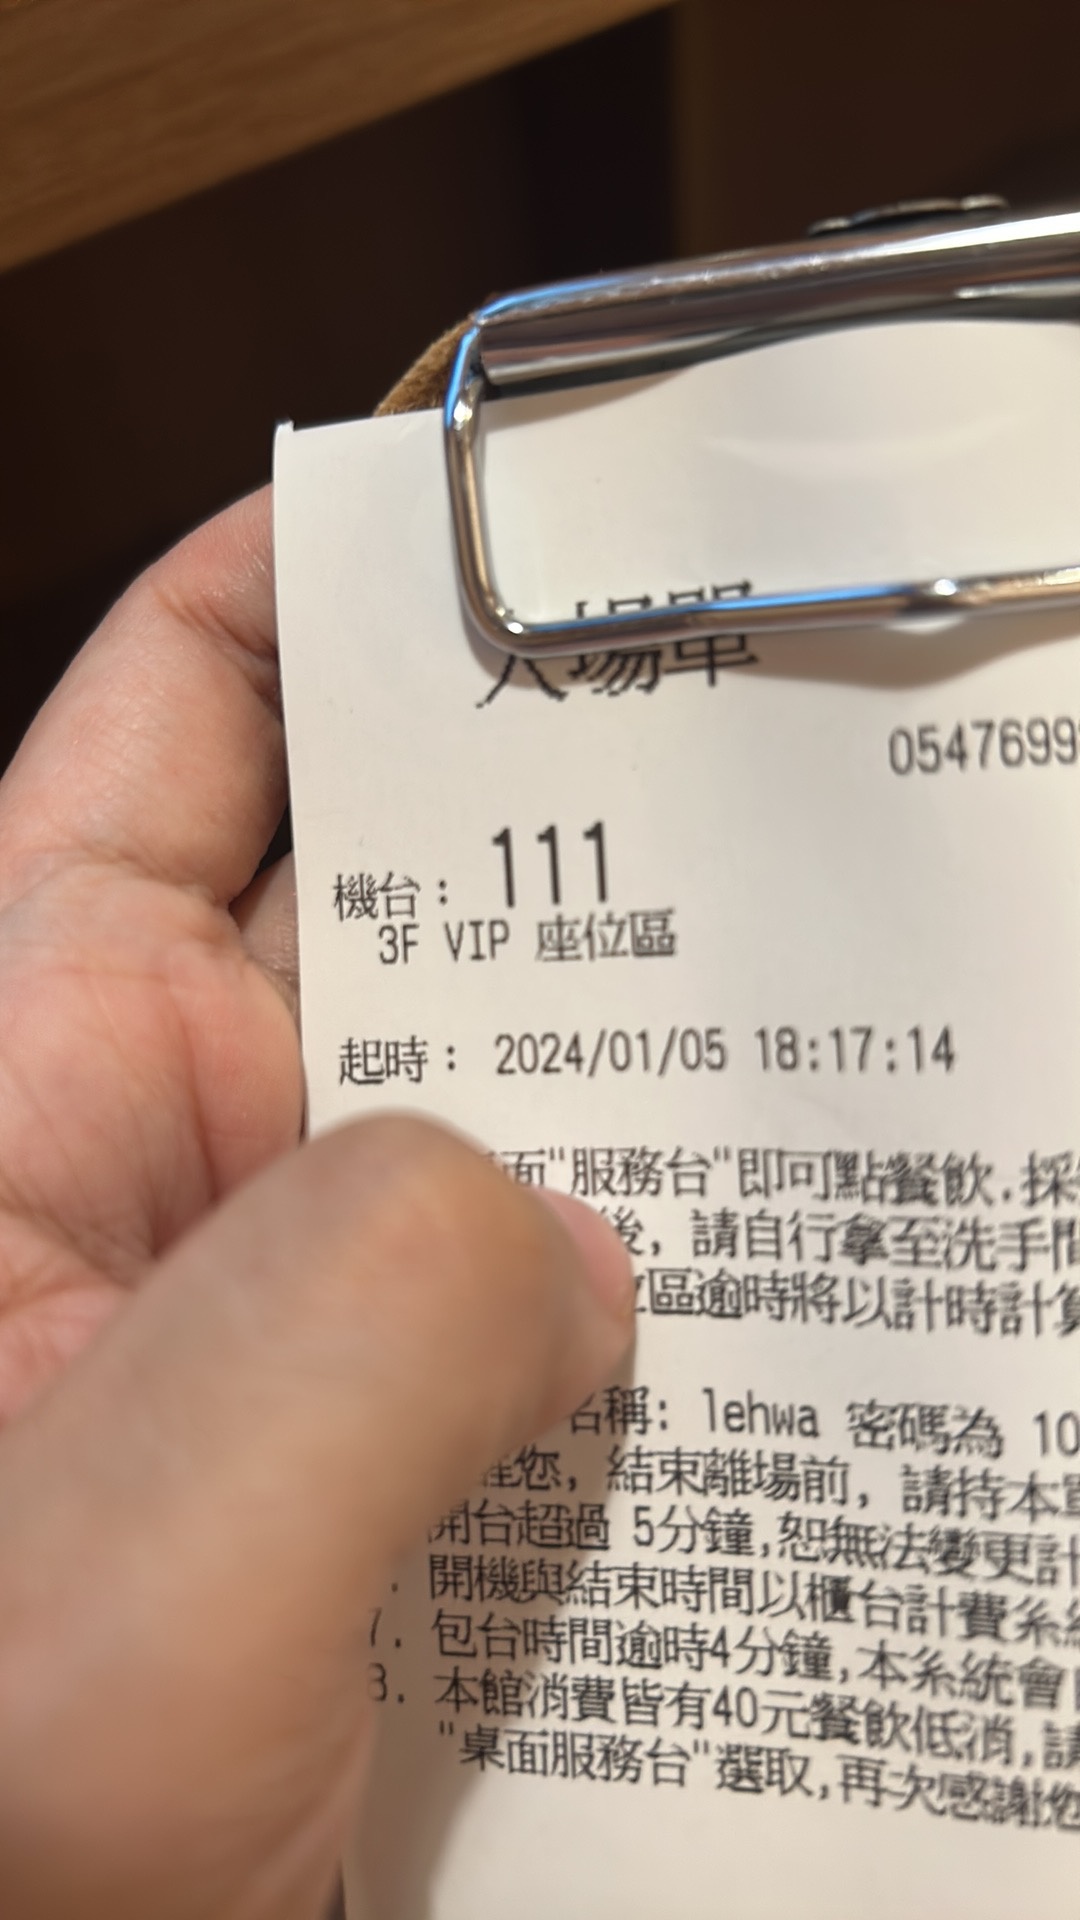 入場單
0547699
機台： 111
3F VIP 座位區
起時： 2024/01/05 18:17:14
面"服務台"即可點餐飲.採
後, 請自行拿至洗手間
區逾時將以計時計算
名稱: lehwa 密碼為 10
您, 結束離場前, 請持本單
開台超過 5分鐘,恕無法變更計
. 開機與結束時間以櫃台計費系統
7. 包台時間逾時4分鐘,本系統會
8. 本館消費皆有40元餐飲低消,請
"桌面服務台"選取,再次感謝您